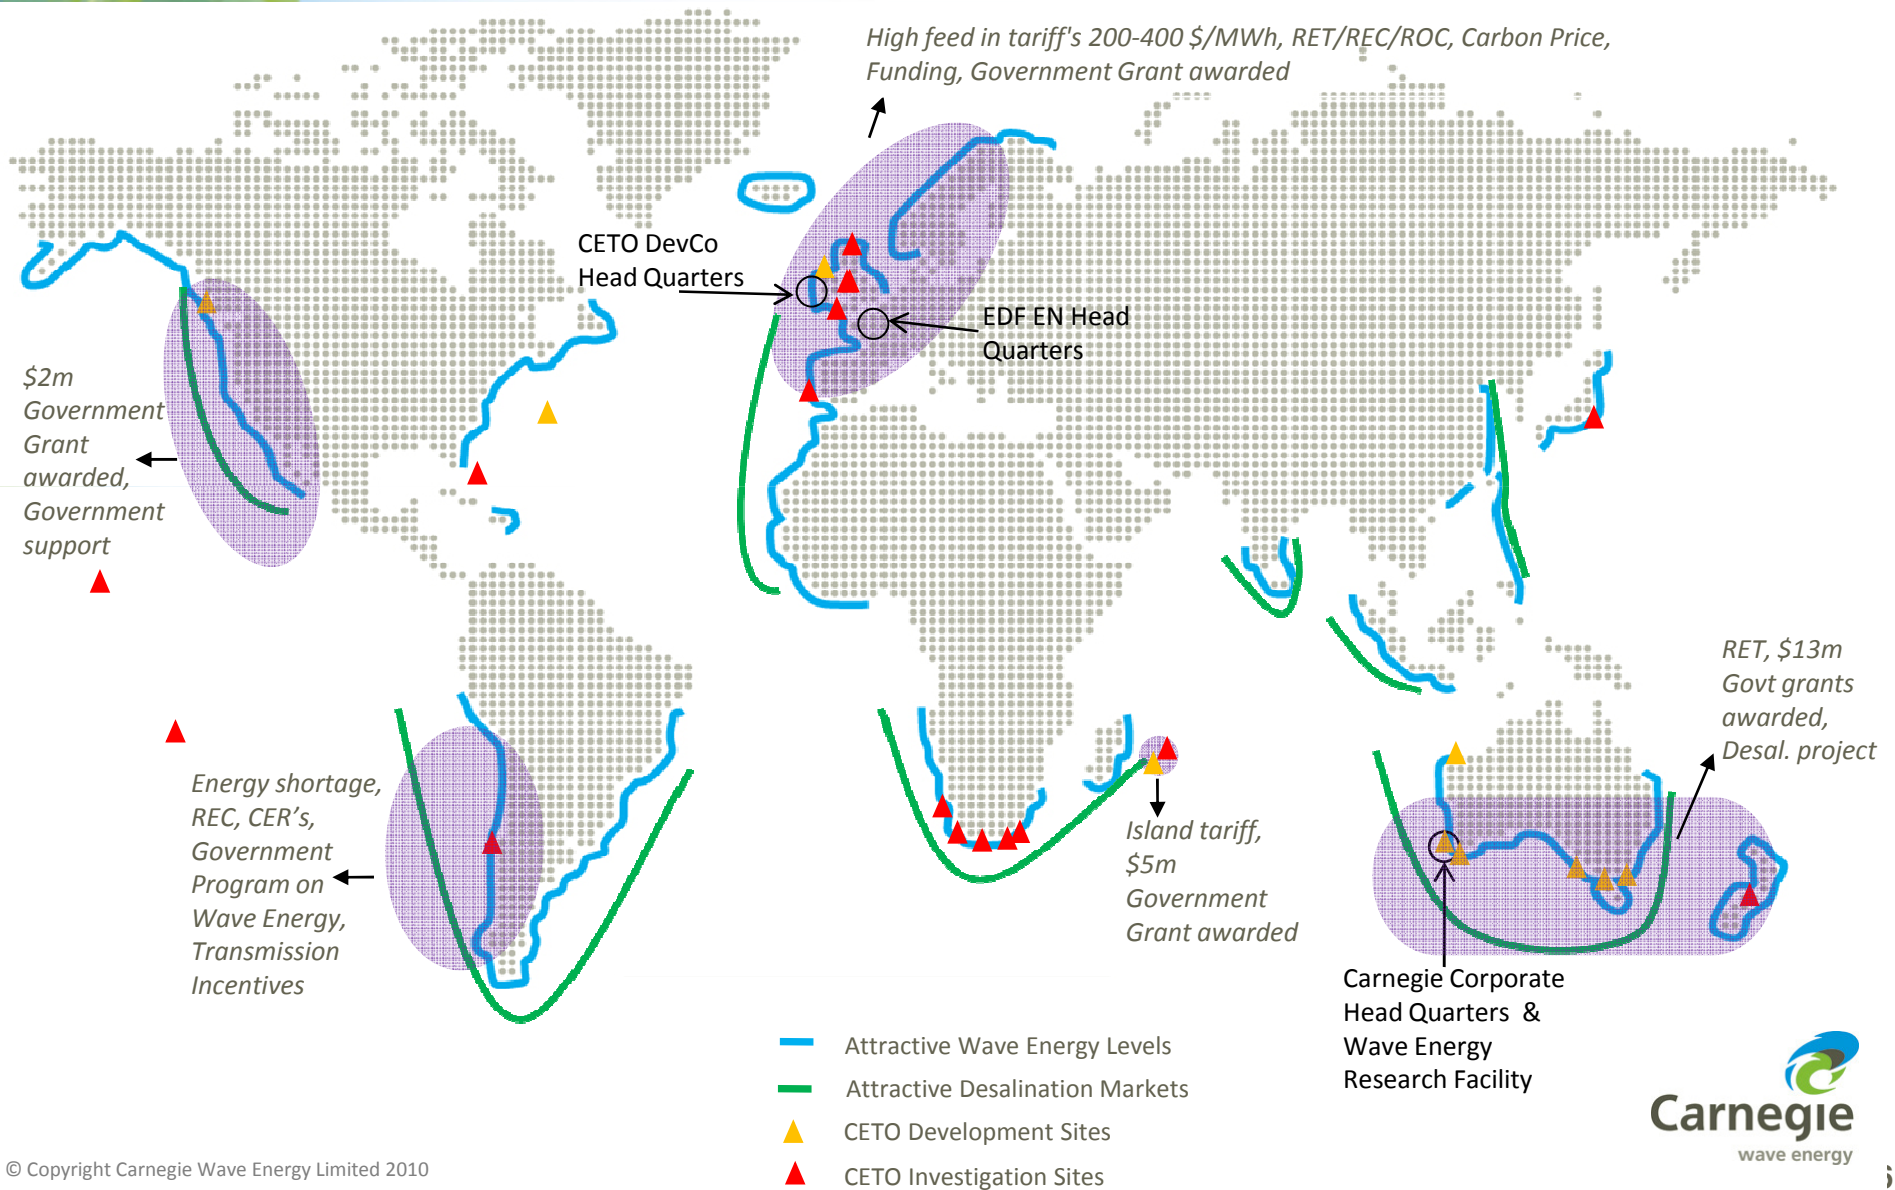 High feed in tariff's 200-400 $/MWh, RET/REC/ROC, Carbon Price,
Funding, Government Grant awarded
CETO DevCo
Head Quarters
EDF EN Head
Quarters
$2m
Government
Grant
awarded,
Government
support
RET, $13m
Govt grants
awarded,
Desal. project
Energy shortage,
REC, CER’s,
Government
Program on
Wave Energy,
Transmission
Incentives
Island tariff,
$5m
Government
Grant awarded
Carnegie Corporate
Head Quarters &
Wave Energy
Research Facility
Attractive Wave Energy Levels
Attractive Desalination Markets
CETO Development Sites
CETO Investigation Sites
Carnegie
wave energy
© Copyright Carnegie Wave Energy Limited 2010